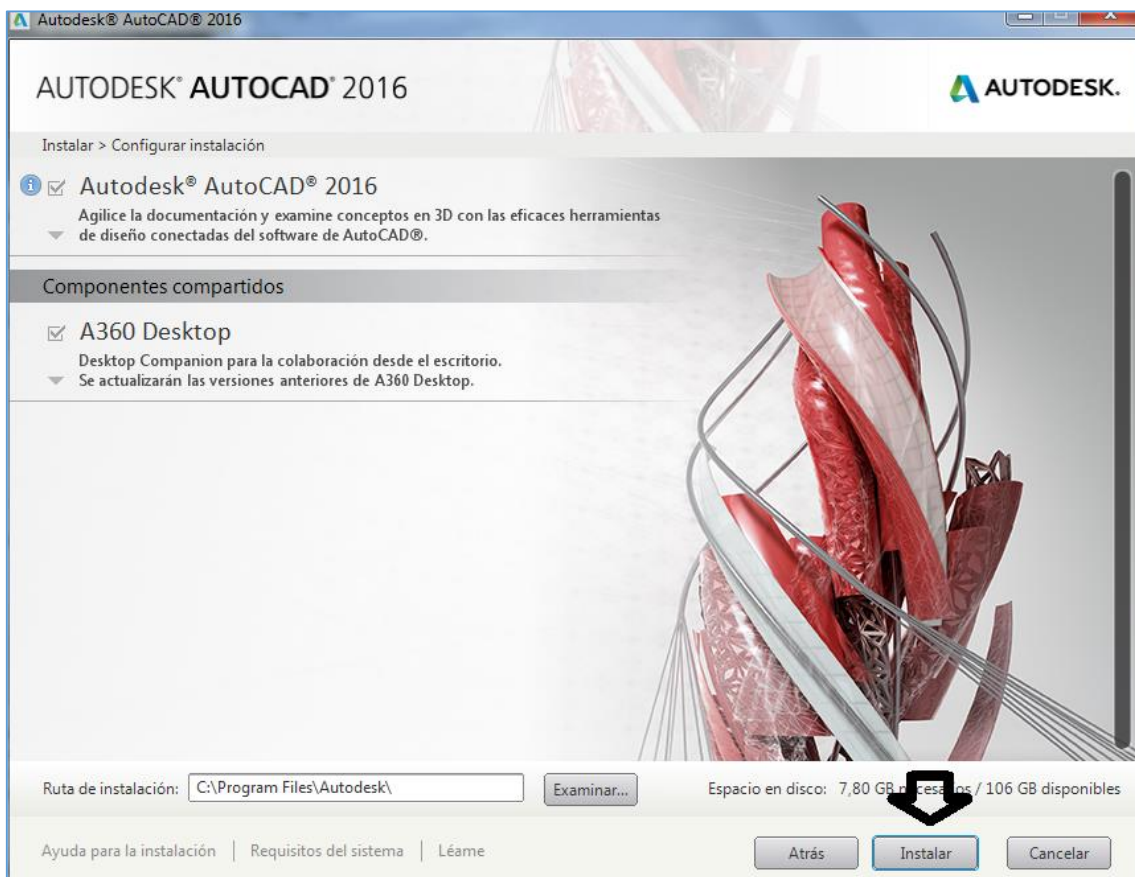 Autodesk® AutoCAD® 2016
AUTODESK® AUTOCAD® 2016
AUTODESK.
Instalar > Configurar instalación
Autodesk® AutoCAD® 2016
Agilice la documentación y examine conceptos en 3D con las eficaces herramientas
de diseño conectadas del software de AutoCAD®.
Componentes compartidos
A360 Desktop
Desktop Companion para la colaboración desde el escritorio.
Se actualizarán las versiones anteriores de A360 Desktop.
Ruta de instalación: C:\Program Files\Autodesk\ Examinar... Espacio en disco: 7,80 GB necesarios / 106 GB disponibles
Ayuda para la instalación | Requisitos del sistema | Léame Atrás Instalar Cancelar